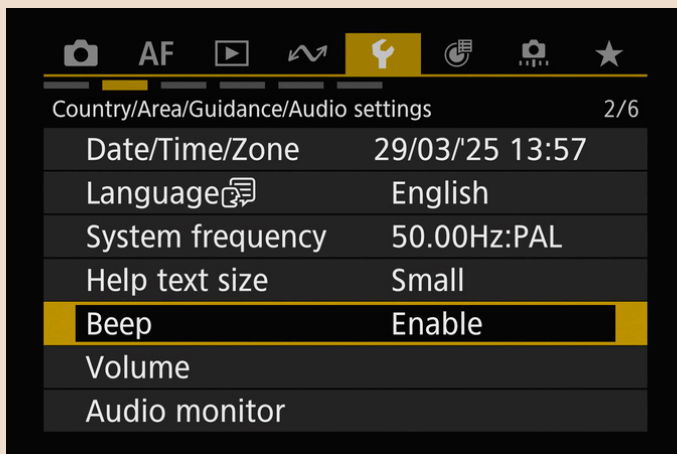 AF
Country/Area/Guidance/Audio settings 2/6
Date/Time/Zone 29/03/'25 13:57
Language English
System frequency 50.00Hz:PAL
Help text size Small
Beep Enable
Volume
Audio monitor